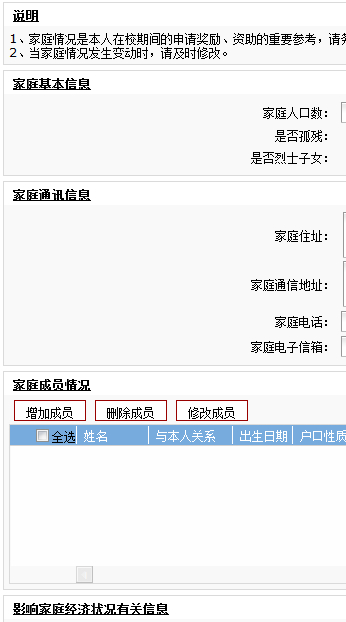 说明
1、家庭情况是本人在校期间的申请奖励、资助的重要参考，请
2、当家庭情况发生变动时，请及时修改。
家庭基本信息
家庭人口数：
是否孤残：
是否烈士子女：
家庭通讯信息
家庭住址：
家庭通信地址：
家庭电话：
家庭电子信箱：
家庭成员情况
增加成员 删除成员 修改成员
全选 姓名 与本人关系 出生日期 户口性质
影响家庭经济状况有关信息